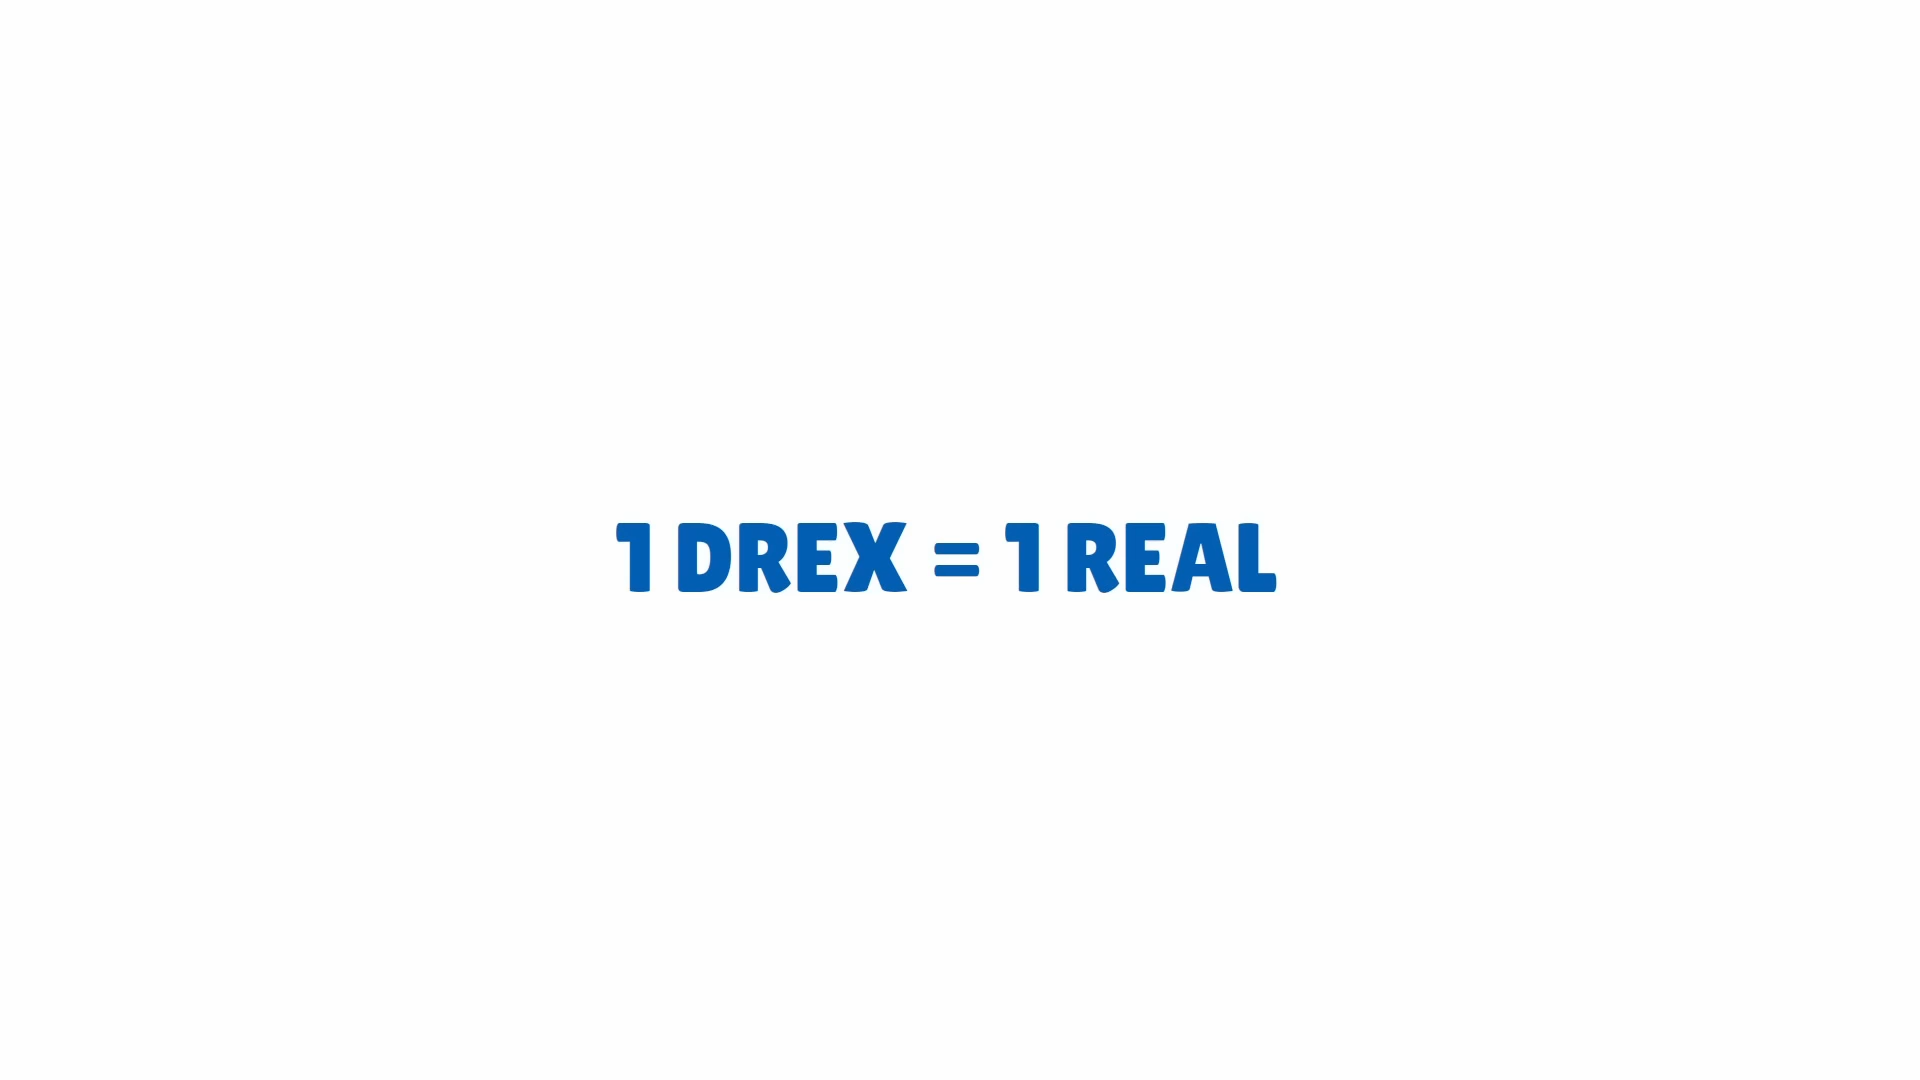 1 DREX = 1 REAL